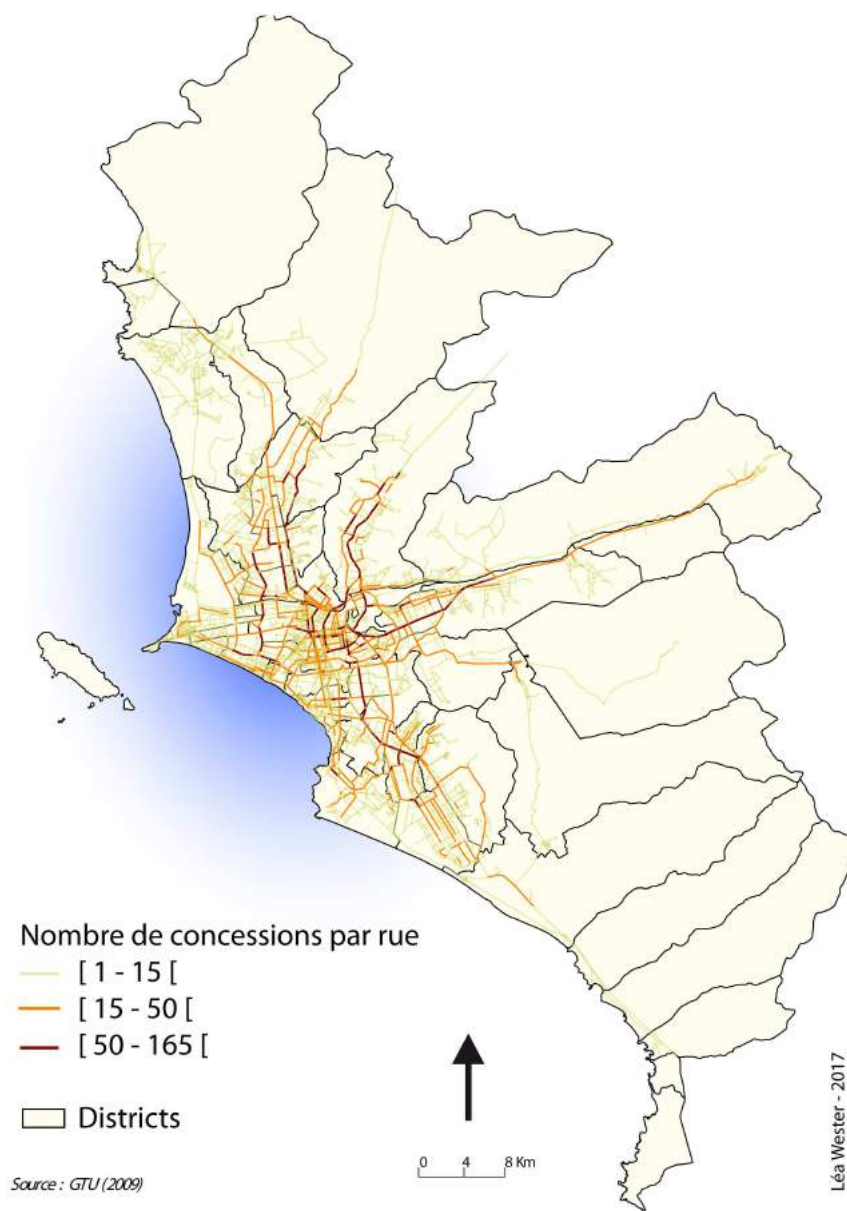 Nombre de concessions par rue
[ 1 - 15 [
[ 15 - 50 [
[ 50 - 165 [
Districts
0 4 8 Km
Source : GTU (2009)
Léa Wester - 2017